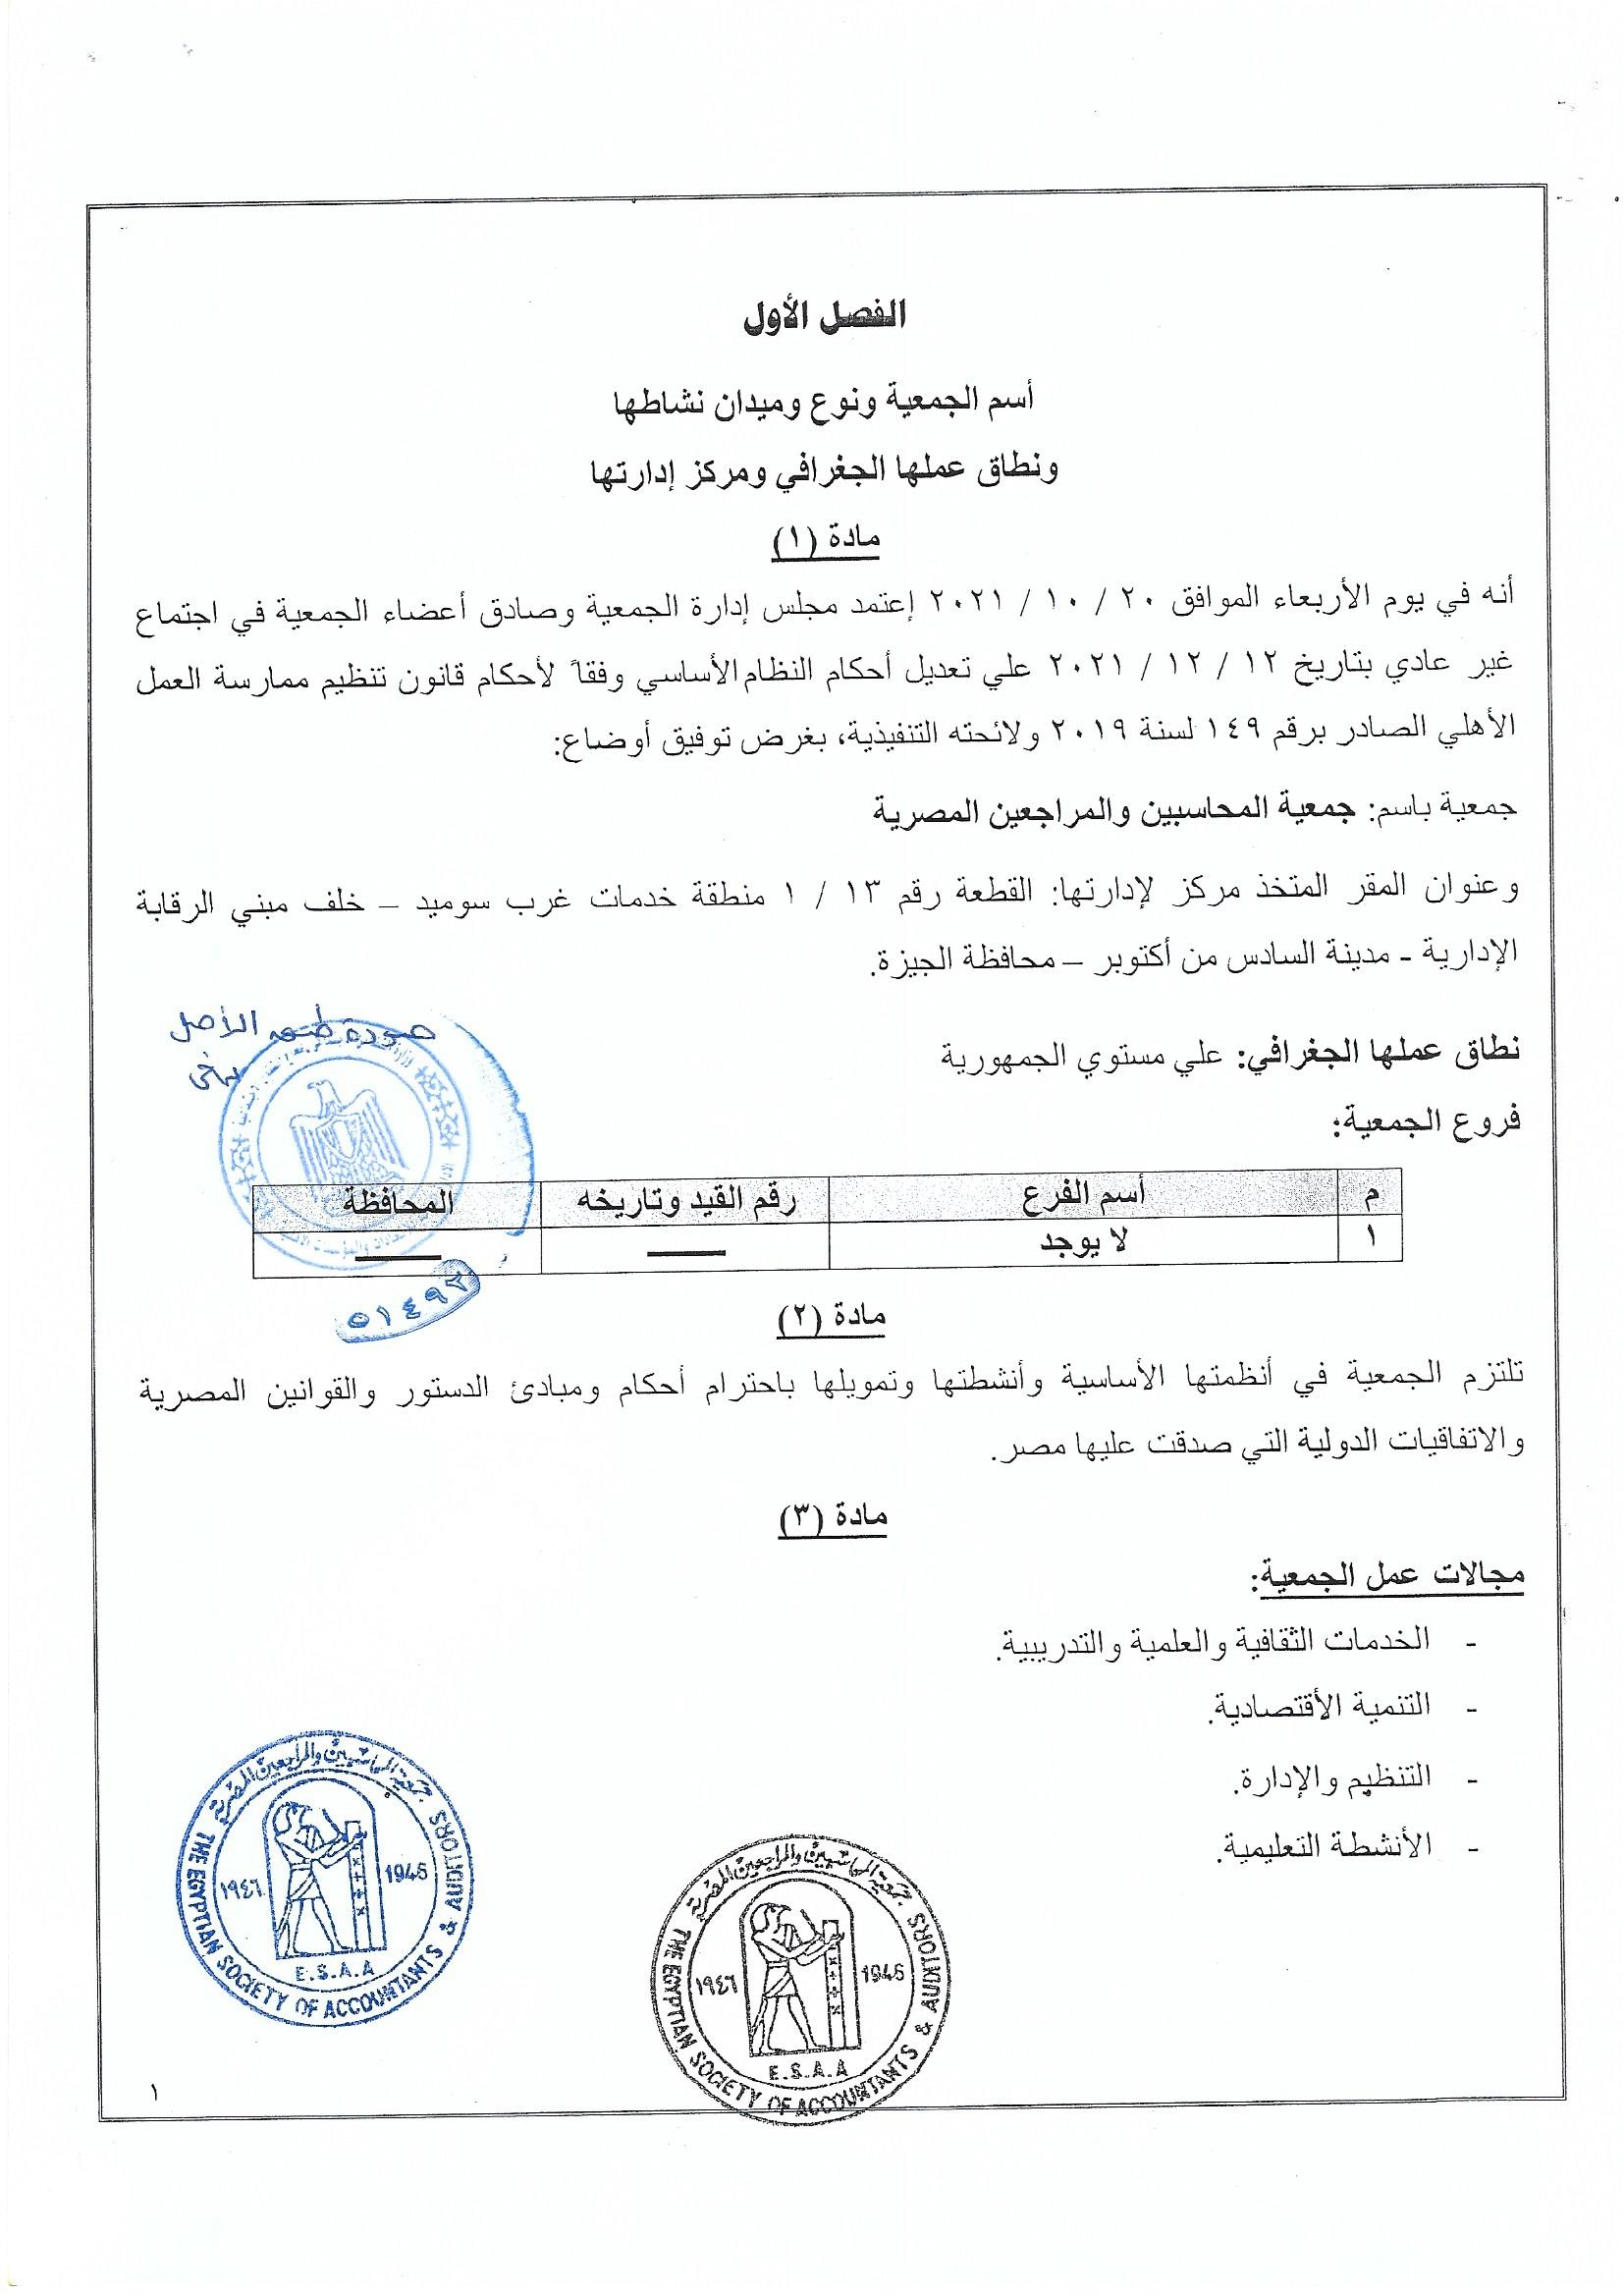 الفصل الأول
أسم الجمعية ونوع وميدان نشاطها
ونطاق عملها الجغرافي ومركز إدارتها
مادة (١)
أنه في يوم الأربعاء الموافق ٢٠ / ١٠ / ٢٠٢١ إعتمد مجلس إدارة الجمعية وصادق أعضاء الجمعية في اجتماع
غير عادي بتاريخ ١٢ / ١٢ / ٢٠٢١ علي تعديل أحكام النظام الأساسي وفقاً لأحكام قانون تنظيم ممارسة العمل
الأهلي الصادر برقم ١٤٩ لسنة ٢٠١٩ ولائحته التنفيذية، بغرض توفيق أوضاع:
جمعية باسم: جمعية المحاسبين والمراجعين المصرية
وعنوان المقر المتخذ مركز لإدارتها: القطعة رقم ١٣ / ١ منطقة خدمات غرب سوميد – خلف مبني الرقابة
الإدارية - مدينة السادس من أكتوبر – محافظة الجيزة.
صورة طبق الأصل
نطاق عملها الجغرافي: علي مستوي الجمهورية
فروع الجمعية:
م أسم الفرع رقم القيد وتاريخه المحافظة
١ لا يوجد
٥١٤٩٢
مادة (٢)
تلتزم الجمعية في أنظمتها الأساسية وأنشطتها وتمويلها باحترام أحكام ومبادئ الدستور والقوانين المصرية
والاتفاقيات الدولية التي صدقت عليها مصر.
مادة (٣)
مجالات عمل الجمعية:
- الخدمات الثقافية والعلمية والتدريبية.
- التنمية الأقتصادية.
- التنظيم والإدارة.
- الأنشطة التعليمية.
جمعية المحاسبين والمراجعين المصرية
١٩٤٦ 1946
E.S.A.A
THE EGYPTIAN SOCIETY OF ACCOUNTANTS & AUDITORS
جمعية المحاسبين والمراجعين المصرية
١٩٤٦ 1946
E.S.A.A
THE EGYPTIAN SOCIETY OF ACCOUNTANTS & AUDITORS
١